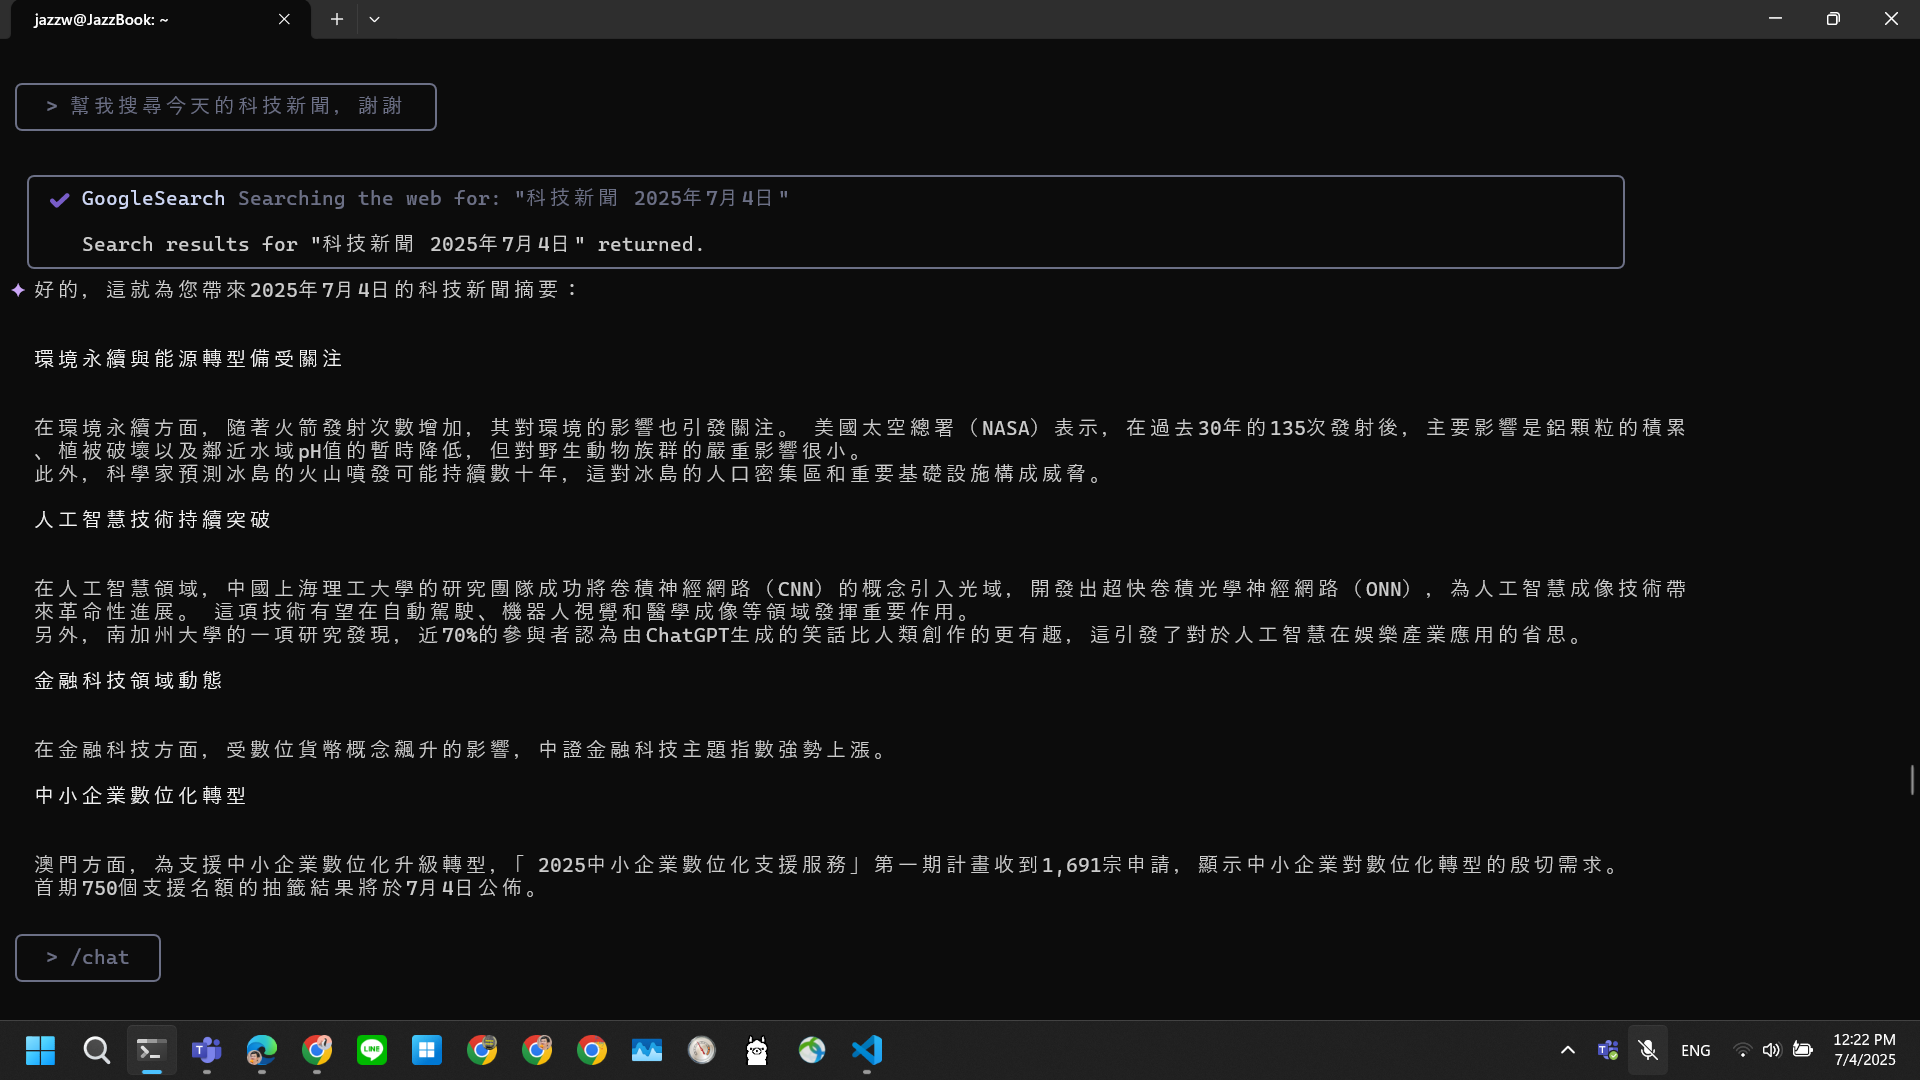 jazzw@JazzBook: ~
> 幫我搜尋今天的科技新聞, 謝謝
GoogleSearch Searching the web for: "科技新聞 2025年7月4日"
Search results for "科技新聞 2025年7月4日" returned.
好的, 這就為您帶來2025年7月4日的科技新聞摘要:
環境永續與能源轉型備受關注
在環境永續方面, 隨著火箭發射次數增加, 其對環境的影響也引發關注。 美國太空總署 (NASA) 表示, 在過去30年的135次發射後, 主要影響是鋁顆粒的積累
、植被破壞以及鄰近水域pH值的暫時降低, 但對野生動物族群的嚴重影響很小。
此外, 科學家預測冰島的火山噴發可能持續數十年, 這對冰島的人口密集區和重要基礎設施構成威脅。
人工智慧技術持續突破
在人工智慧領域, 中國上海理工大學的研究團隊成功將卷積神經網路 (CNN) 的概念引入光域, 開發出超快卷積光學神經網路 (ONN), 為人工智慧成像技術帶
來革命性進展。 這項技術有望在自動駕駛、機器人視覺和醫學成像等領域發揮重要作用。
另外, 南加州大學的一項研究發現, 近70%的參與者認為由ChatGPT生成的笑話比人類創作的更有趣, 這引發了對於人工智慧在娛樂產業應用的省思。
金融科技領域動態
在金融科技方面, 受數位貨幣概念飆升的影響, 中證金融科技主題指數強勢上漲。
中小企業數位化轉型
澳門方面, 為支援中小企業數位化升級轉型,「2025中小企業數位化支援服務」第一期計畫收到1,691宗申請, 顯示中小企業對數位化轉型的殷切需求。
首期750個支援名額的抽籤結果將於7月4日公佈。
> /chat
LINE
ENG
12:22 PM
7/4/2025